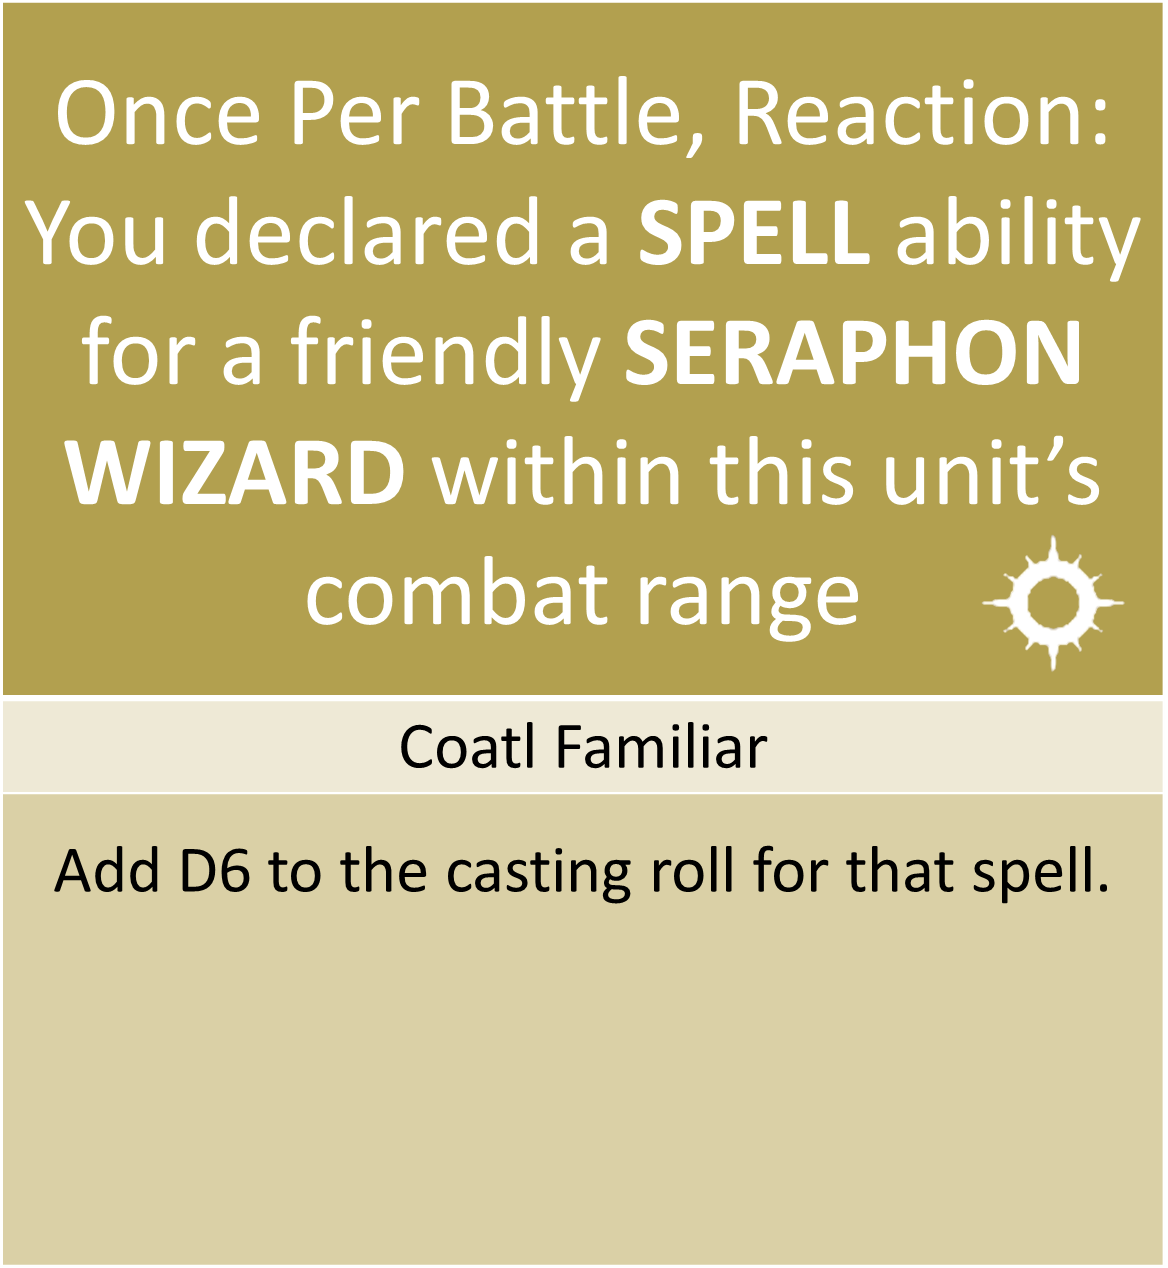 Once Per Battle, Reaction:
You declared a SPELL ability
for a friendly SERAPHON
WIZARD within this unit’s
combat range
Coatl Familiar
Add D6 to the casting roll for that spell.